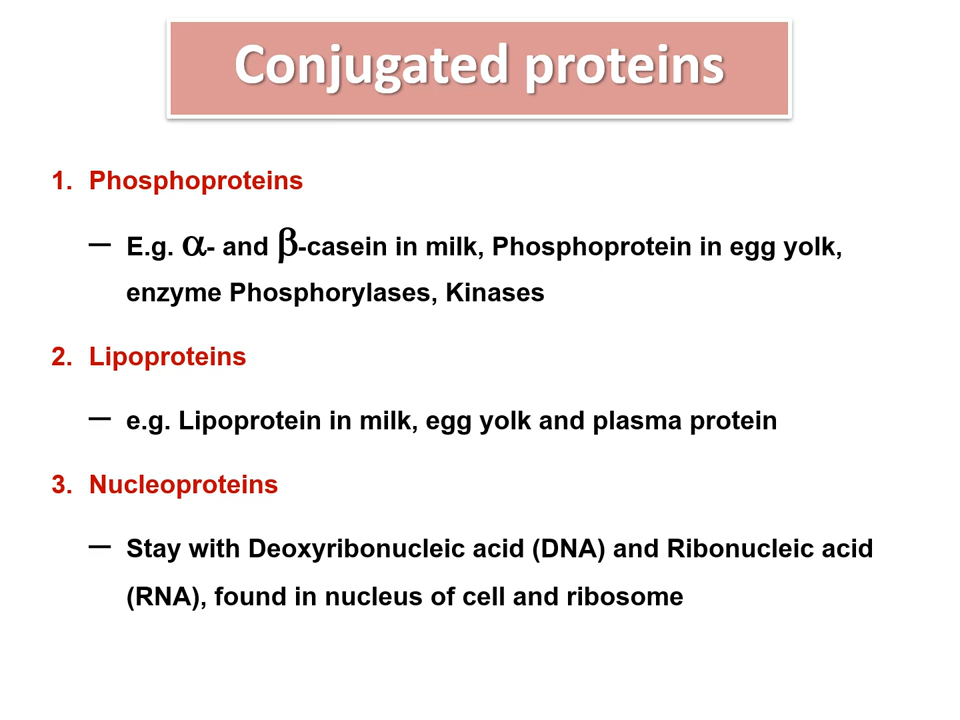 Conjugated proteins
1. Phosphoproteins
– E.g. α- and β-casein in milk, Phosphoprotein in egg yolk,
enzyme Phosphorylases, Kinases
2. Lipoproteins
– e.g. Lipoprotein in milk, egg yolk and plasma protein
3. Nucleoproteins
– Stay with Deoxyribonucleic acid (DNA) and Ribonucleic acid
(RNA), found in nucleus of cell and ribosome